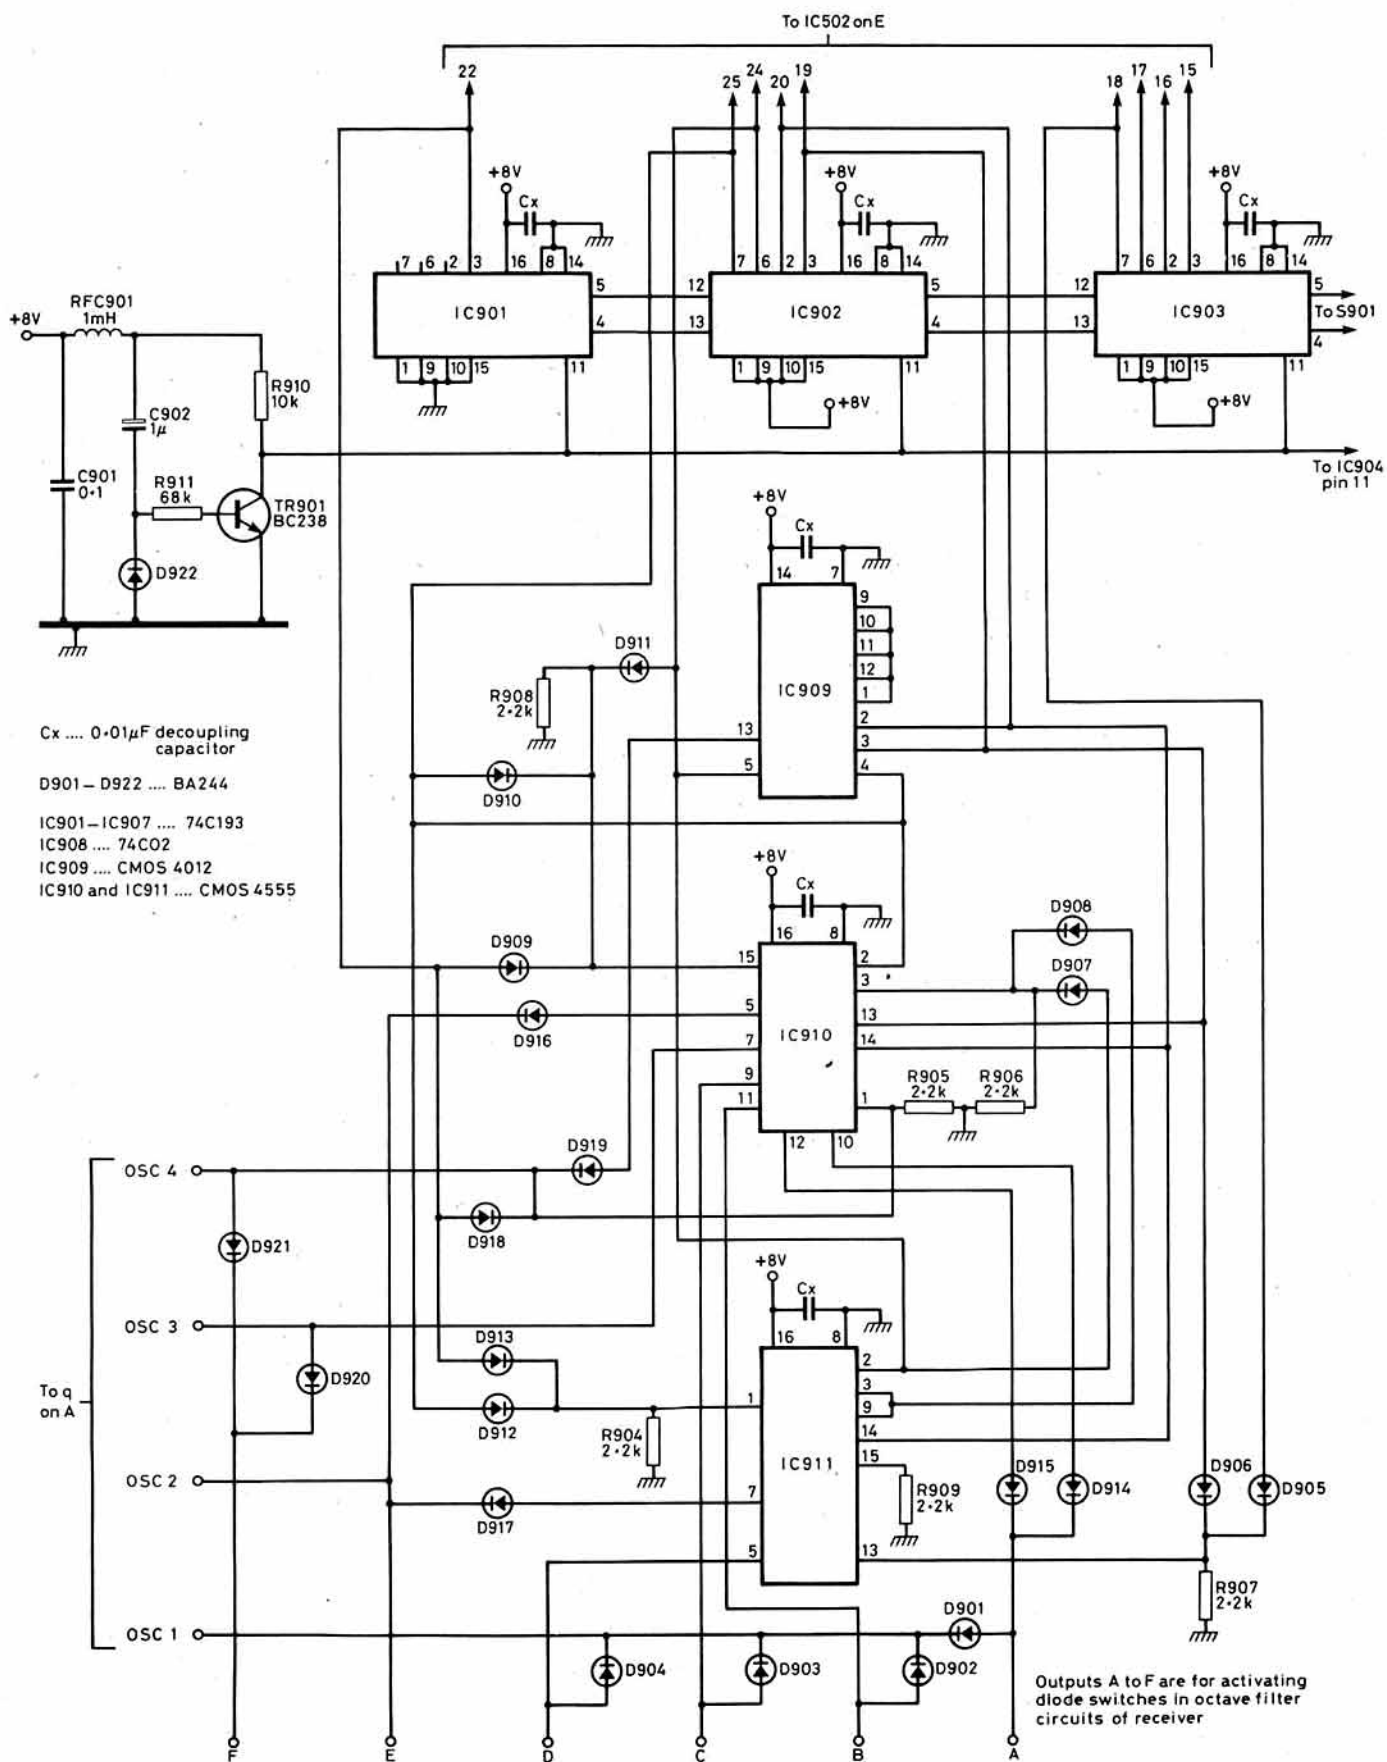 To IC502 on E
22
25
24
20
19
18
17
16
15
+8V
Cx
+8V
Cx
+8V
Cx
7 6 2 3 16 8 14
7 6 2 3 16 8 14
7 6 2 3 16 8 14
IC901
5
4
12
13
IC902
5
4
12
13
IC903
5
To S901
4
1 9 10 15 11
1 9 10 15 11
1 9 10 15 11
+8V
+8V
To IC904
pin 11
+8V
RFC901
1mH
R910
10k
C902
1μ
C901
0·1
R911
68k
TR901
BC238
D922
+8V
Cx
14 7
9
10
11
12
1
2
3
4
IC909
13
5
D911
R908
2·2k
D910
Cx .... 0·01μF decoupling
capacitor
D901–D922 .... BA244
IC901–IC907 .... 74C193
IC908 .... 74C02
IC909 .... CMOS 4012
IC910 and IC911 .... CMOS 4555
+8V
Cx
16 8
D908
D907
D909
D916
15
5
7
9
11
IC910
2
3
13
14
1
12 10
R905
2·2k
R906
2·2k
D919
OSC 4
D918
D921
+8V
Cx
16 8
OSC 3
D913
D920
D912
R904
2·2k
To q
on A
1
7
5
IC911
2
3
9
14
15
13
OSC 2
D917
R909
2·2k
D915
D914
D906
D905
R907
2·2k
OSC 1
D901
D904
D903
D902
Outputs A to F are for activating
diode switches in octave filter
circuits of receiver
F E D C B A